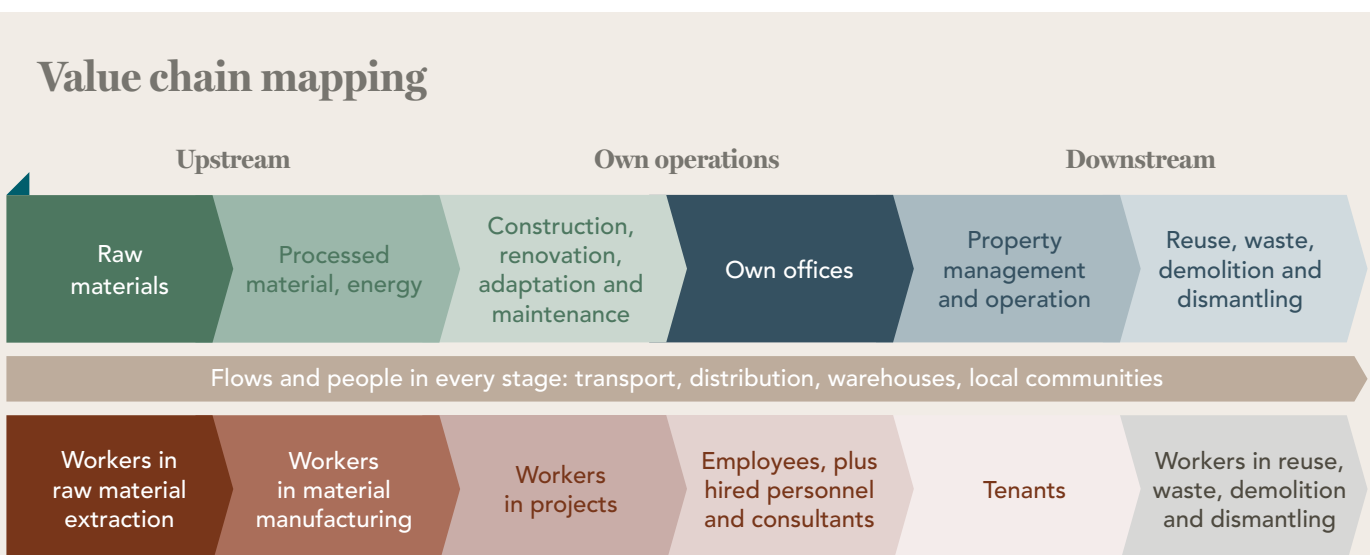 Value chain mapping
Upstream
Own operations
Downstream
Raw
materials
Processed
material, energy
Construction,
renovation,
adaptation and
maintenance
Own offices
Property
management
and operation
Reuse, waste,
demolition and
dismantling
Flows and people in every stage: transport, distribution, warehouses, local communities
Workers in
raw material
extraction
Workers
in material
manufacturing
Workers
in projects
Employees, plus
hired personnel
and consultants
Tenants
Workers in reuse,
waste, demolition
and dismantling